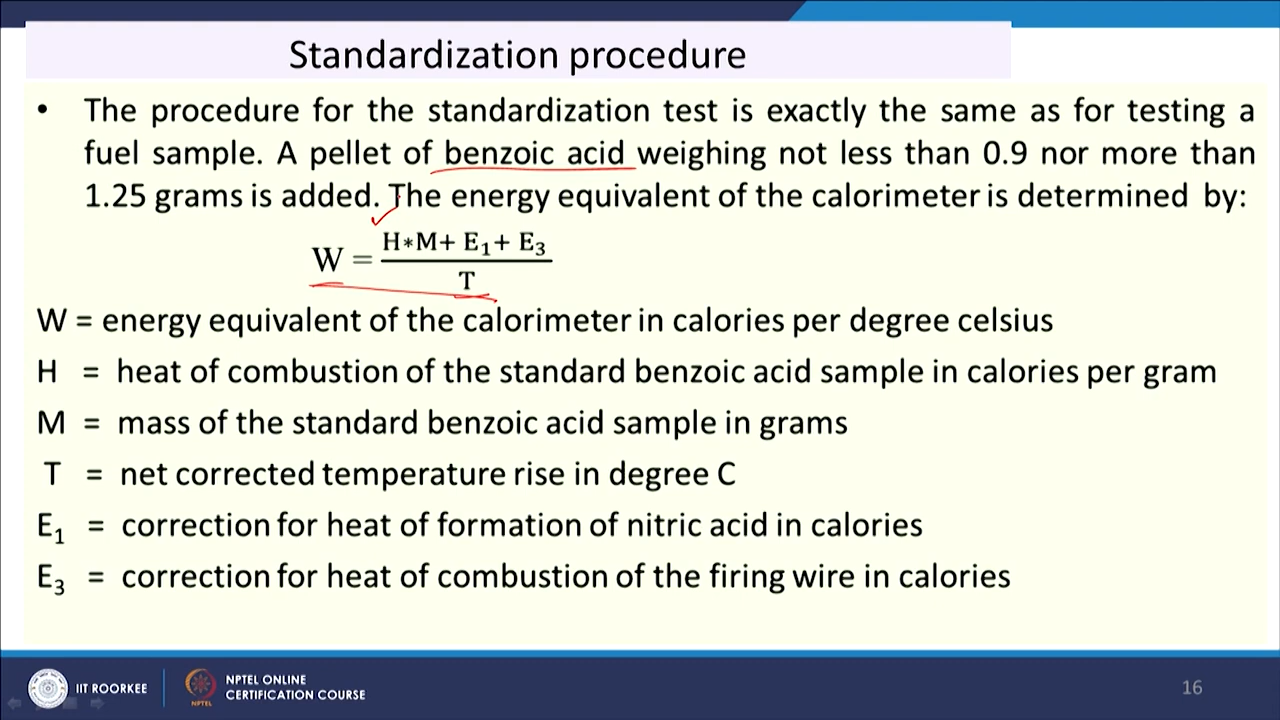 Standardization procedure
• The procedure for the standardization test is exactly the same as for testing a
fuel sample. A pellet of benzoic acid weighing not less than 0.9 nor more than
1.25 grams is added. The energy equivalent of the calorimeter is determined by:
W = (H*M+ E₁+ E₃) / T
W = energy equivalent of the calorimeter in calories per degree celsius
H = heat of combustion of the standard benzoic acid sample in calories per gram
M = mass of the standard benzoic acid sample in grams
T = net corrected temperature rise in degree C
E₁ = correction for heat of formation of nitric acid in calories
E₃ = correction for heat of combustion of the firing wire in calories
IIT ROORKEE
NPTEL
NPTEL ONLINE
CERTIFICATION COURSE
16